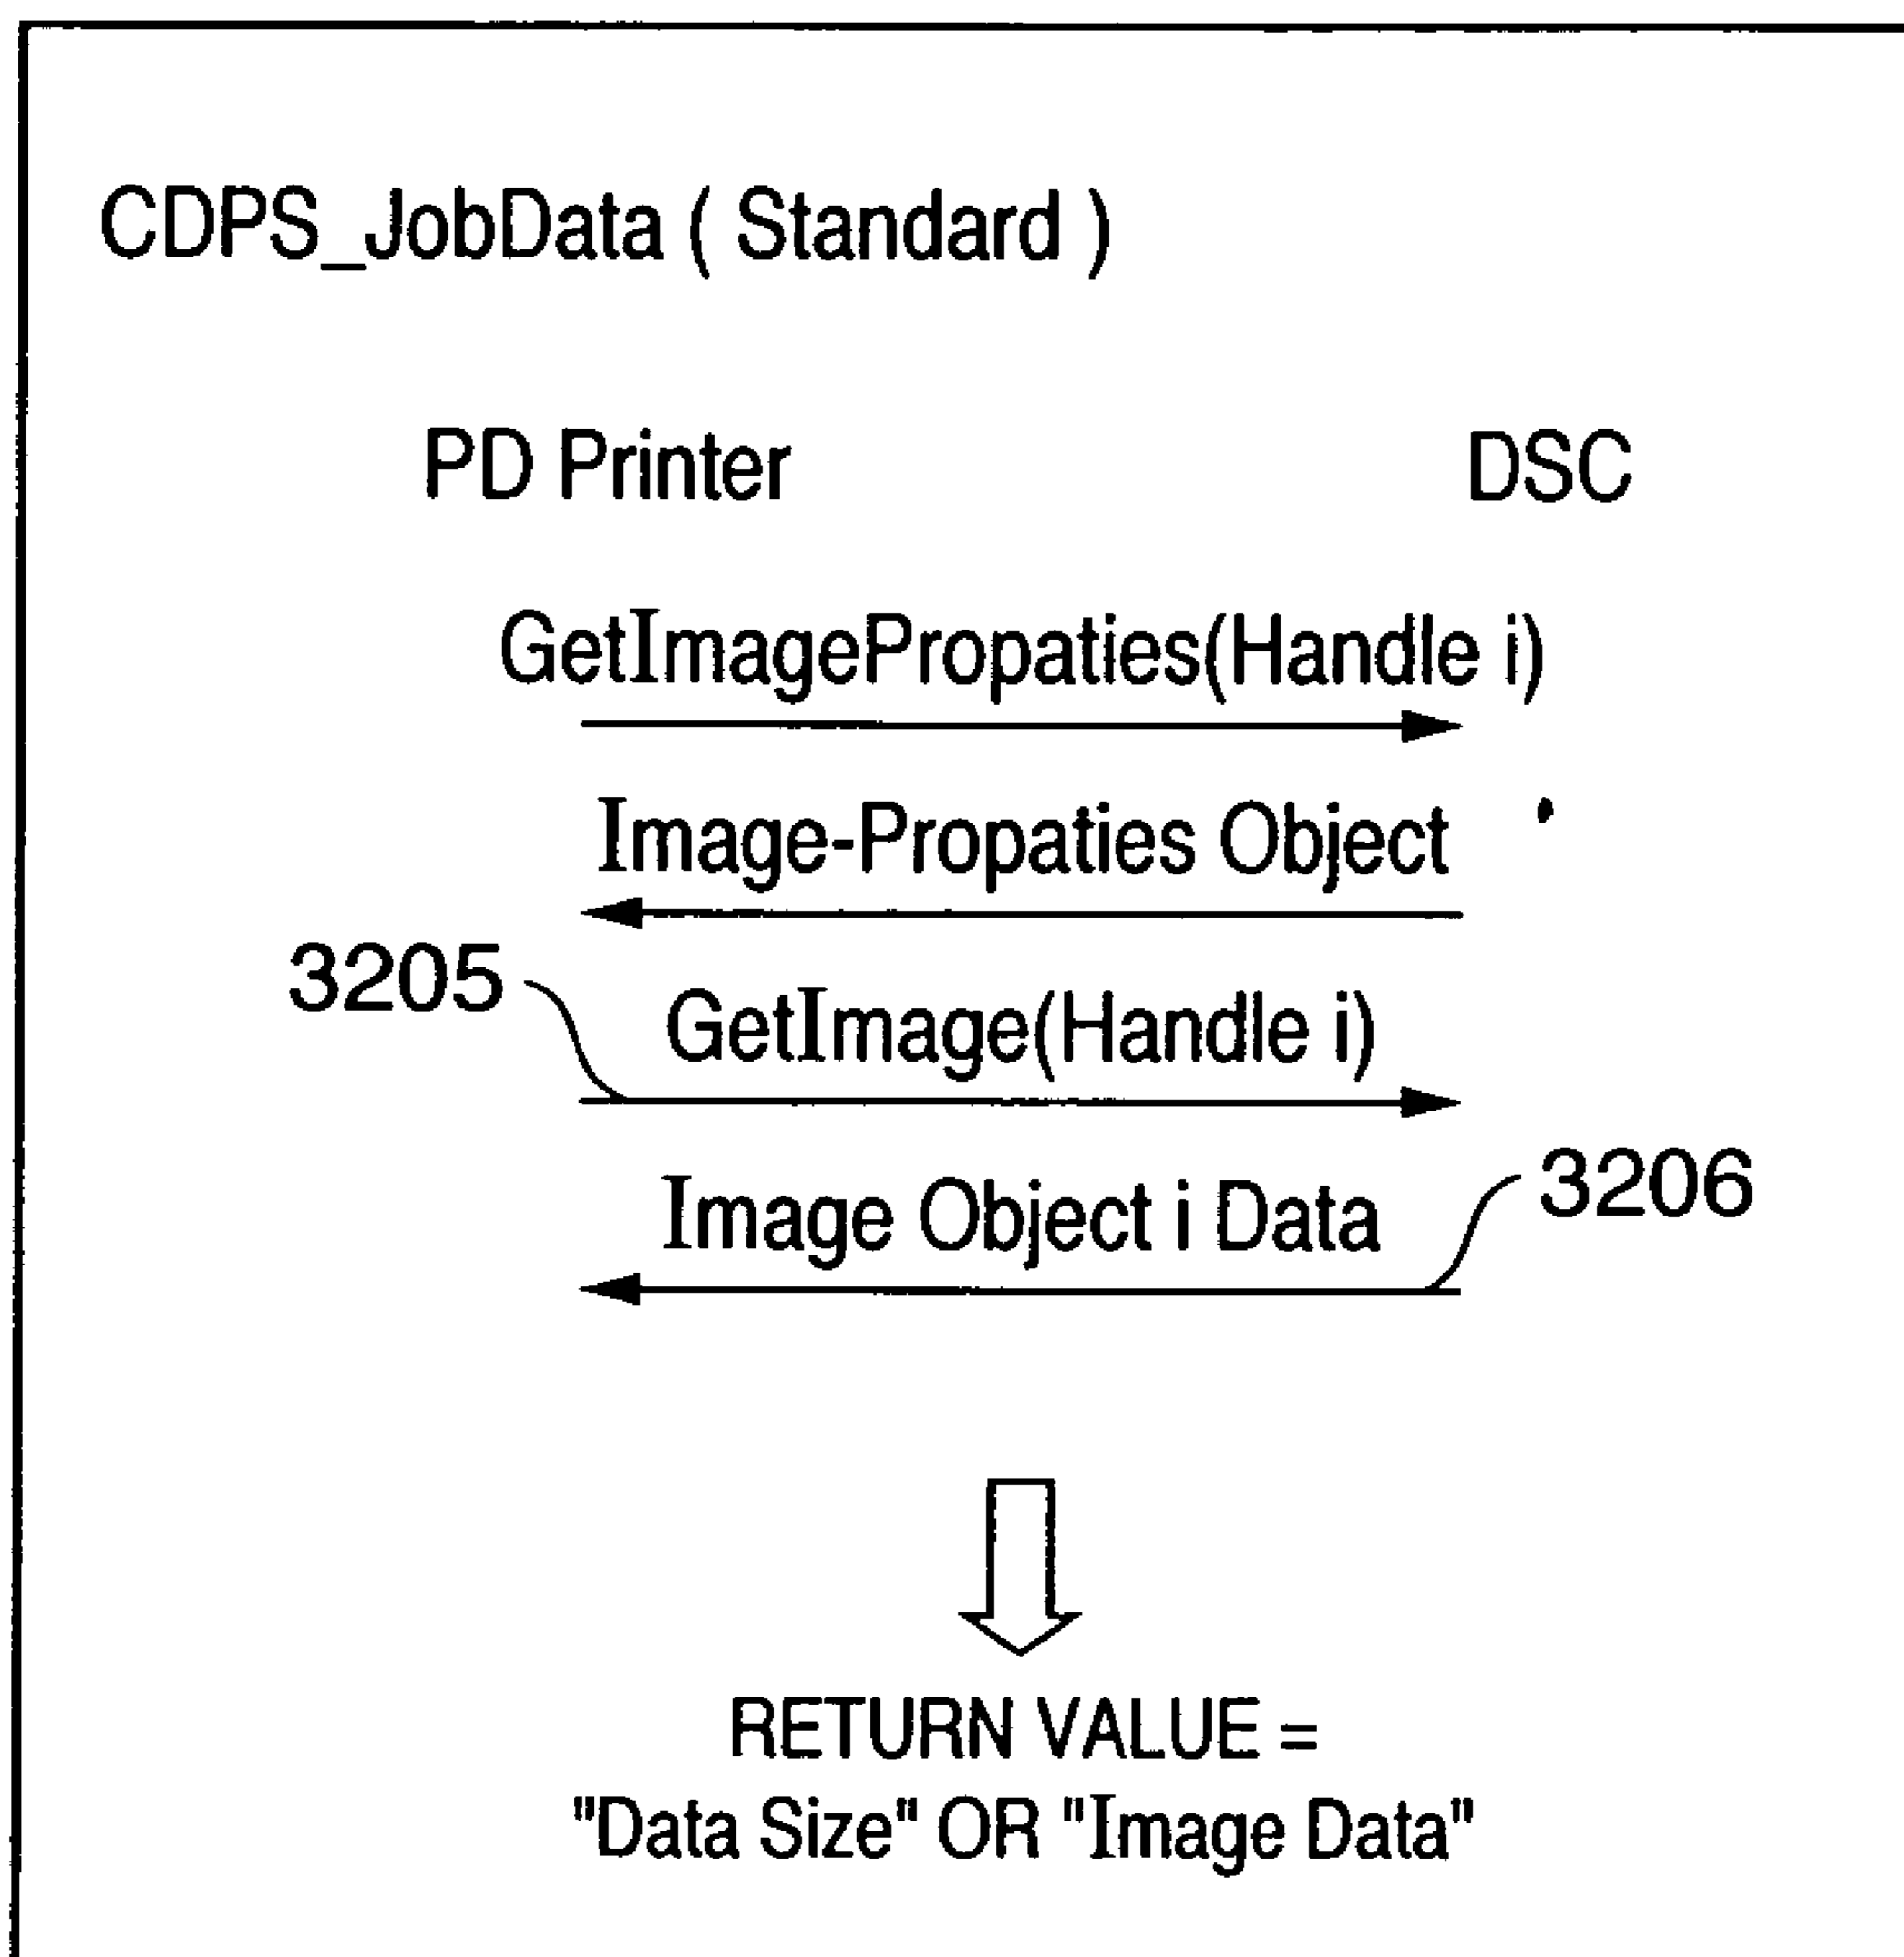 CDPS_JobData ( Standard )
PD Printer DSC
GetImagePropaties(Handle i)
Image-Propaties Object
3205
GetImage(Handle i)
Image Object i Data
3206
RETURN VALUE =
"Data Size" OR "Image Data"